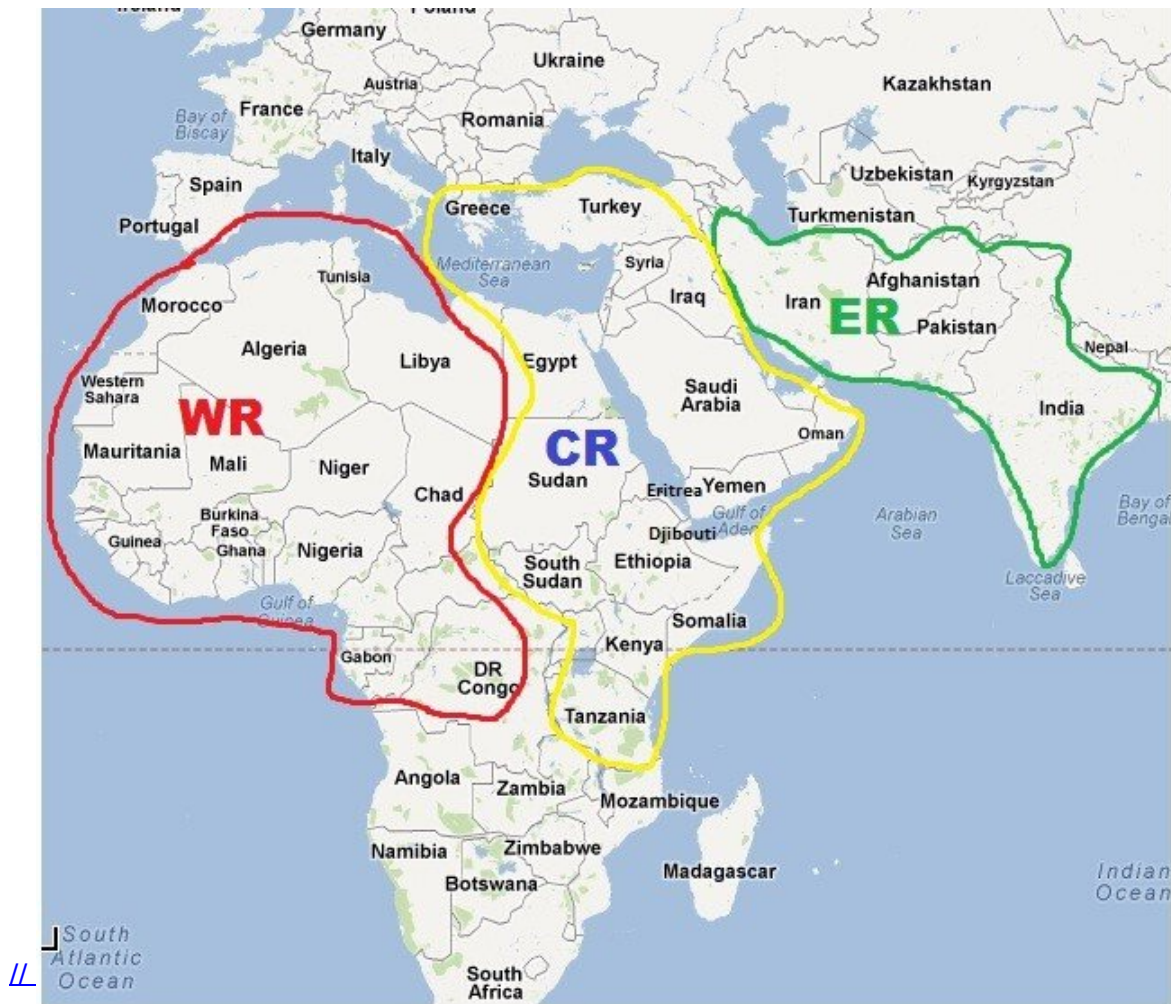 Germany
Ukraine
Kazakhstan
Austria
France
Bay of
Biscay
Romania
Italy
Uzbekistan
Kyrgyzstan
Spain
Greece
Turkey
Turkmenistan
Portugal
Mediterranean
Sea
Syria
Tunisia
Afghanistan
Iraq
Iran
ER
Morocco
Pakistan
Algeria
Libya
Egypt
Nepal
Western
Sahara
Saudi
Arabia
India
WR
CR
Oman
Mauritania
Mali
Niger
Sudan
Chad
Eritrea
Yemen
Burkina
Faso
Gulf of
Aden
Arabian
Sea
Bay of
Guinea
Ghana
Nigeria
Djibouti
Ethiopia
South
Sudan
Laccadive
Sea
Gulf of
Guinea
Somalia
Kenya
Gabon
DR
Congo
Tanzania
Angola
Zambia
Mozambique
Namibia
Zimbabwe
Madagascar
Botswana
Indian
Ocean
South
Atlantic
Ocean
South
Africa
//